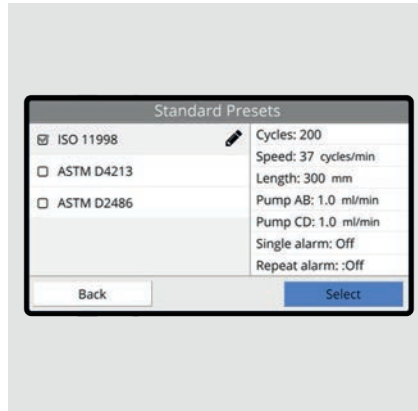 Standard Presets
ISO 11998
ASTM D4213
ASTM D2486
Cycles: 200
Speed: 37 cycles/min
Length: 300 mm
Pump AB: 1.0 ml/min
Pump CD: 1.0 ml/min
Single alarm: Off
Repeat alarm: :Off
Back
Select